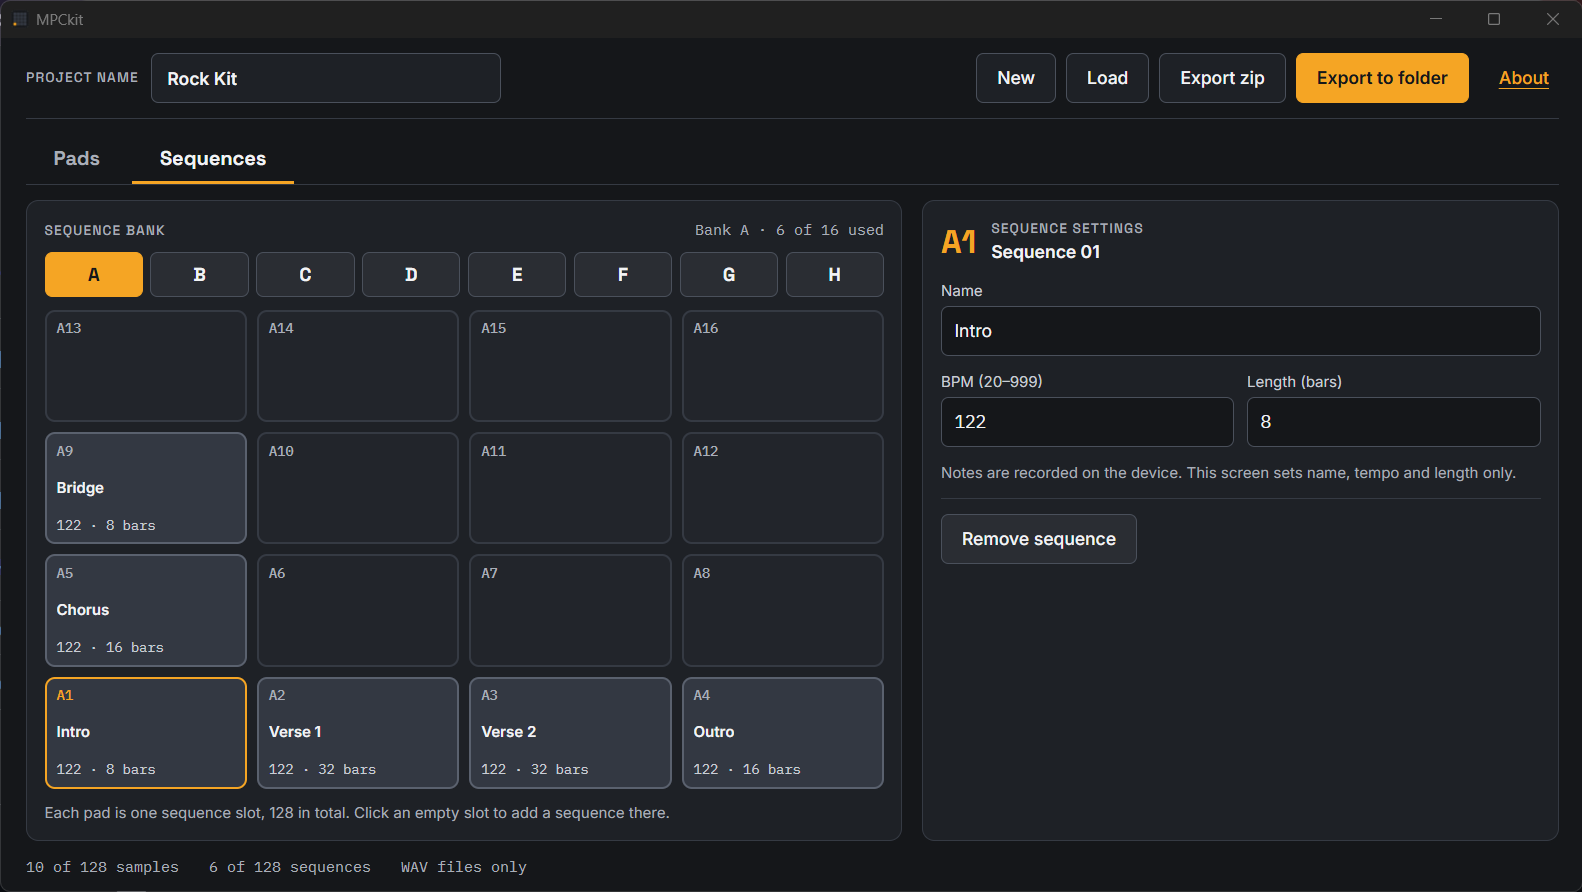 MPCkit
PROJECT NAME
Rock Kit
New
Load
Export zip
Export to folder
About
Pads
Sequences
SEQUENCE BANK
Bank A · 6 of 16 used
A
B
C
D
E
F
G
H
A13
A14
A15
A16
A9
Bridge
122 · 8 bars
A10
A11
A12
A5
Chorus
122 · 16 bars
A6
A7
A8
A1
Intro
122 · 8 bars
A2
Verse 1
122 · 32 bars
A3
Verse 2
122 · 32 bars
A4
Outro
122 · 16 bars
Each pad is one sequence slot, 128 in total. Click an empty slot to add a sequence there.
A1
SEQUENCE SETTINGS
Sequence 01
Name
Intro
BPM (20–999)
Length (bars)
122
8
Notes are recorded on the device. This screen sets name, tempo and length only.
Remove sequence
10 of 128 samples
6 of 128 sequences
WAV files only